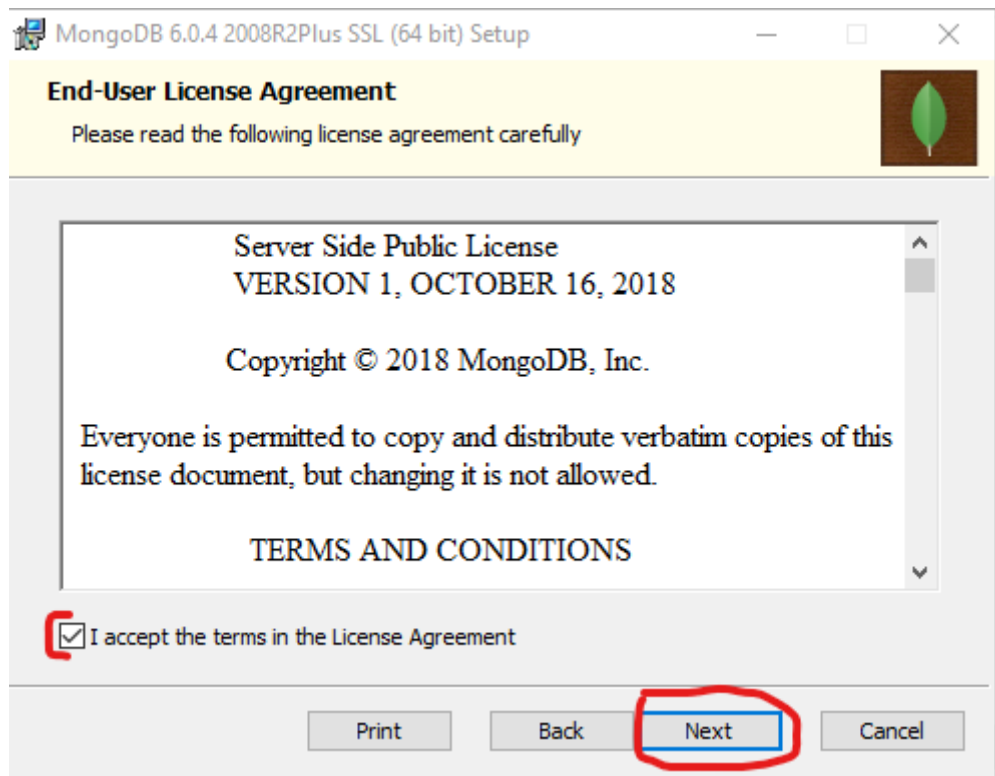 MongoDB 6.0.4 2008R2Plus SSL (64 bit) Setup
End-User License Agreement
Please read the following license agreement carefully
Server Side Public License
VERSION 1, OCTOBER 16, 2018
Copyright © 2018 MongoDB, Inc.
Everyone is permitted to copy and distribute verbatim copies of this
license document, but changing it is not allowed.
TERMS AND CONDITIONS
I accept the terms in the License Agreement
Print Back Next Cancel